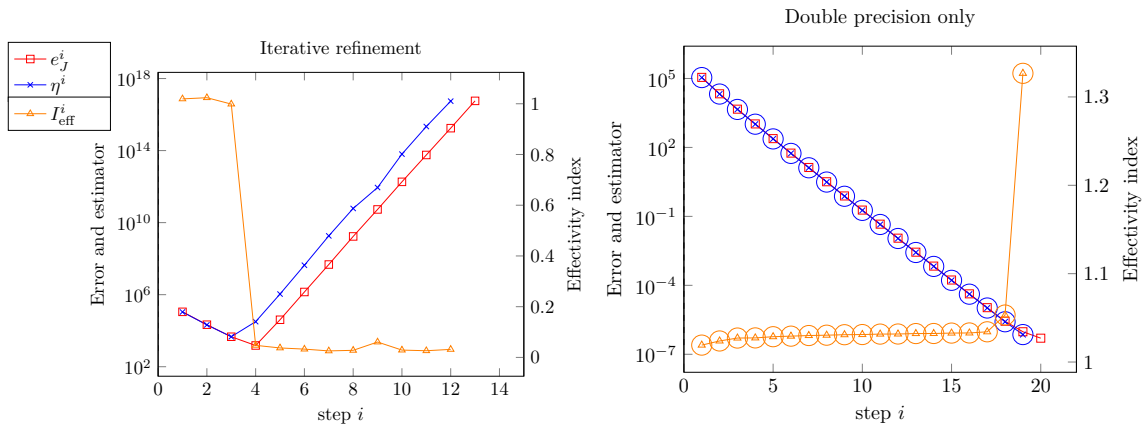 Iterative refinement
e_J^i
η^i
I_eff^i
10^18
10^14
10^10
10^6
10^2
Error and estimator
0 2 4 6 8 10 12 14
step i
1
0.8
0.6
0.4
0.2
0
Effectivity index
Double precision only
10^5
10^2
10^−1
10^−4
10^−7
Error and estimator
0 5 10 15 20
step i
1.3
1.2
1.1
1
Effectivity index